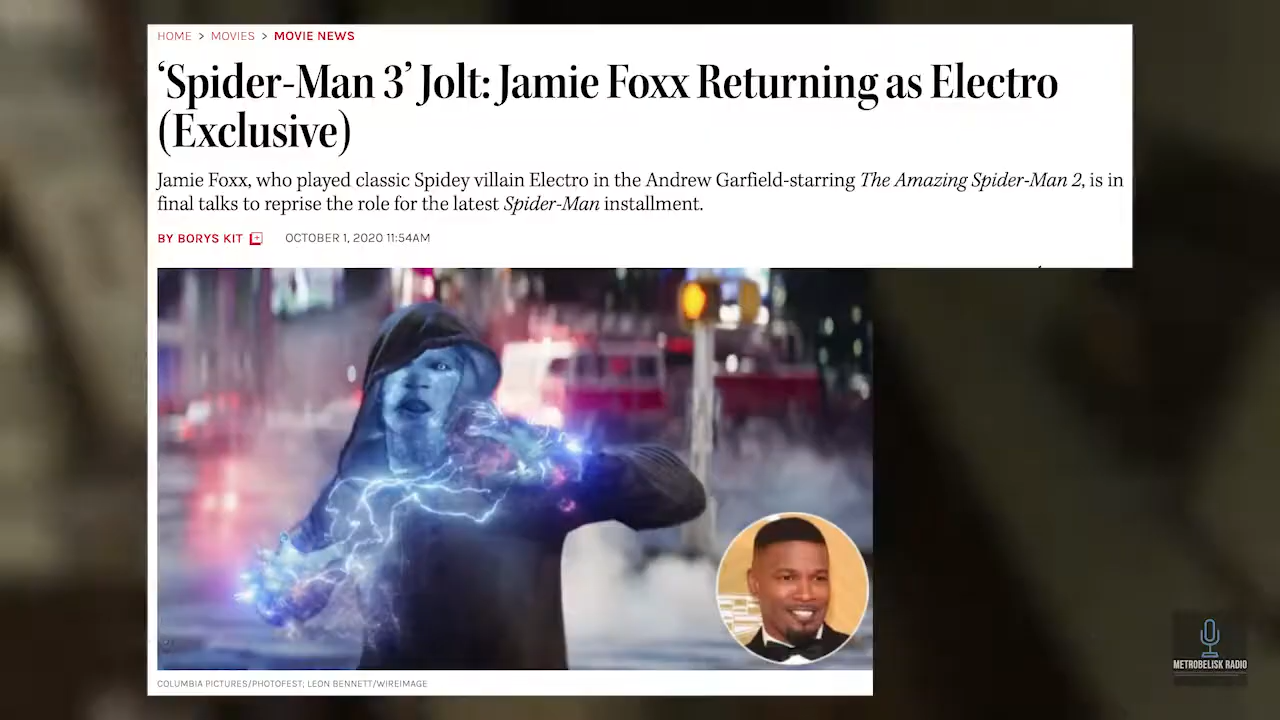 HOME > MOVIES > MOVIE NEWS
‘Spider-Man 3’ Jolt: Jamie Foxx Returning as Electro
(Exclusive)
Jamie Foxx, who played classic Spidey villain Electro in the Andrew Garfield-starring The Amazing Spider-Man 2, is in
final talks to reprise the role for the latest Spider-Man installment.
BY BORYS KIT OCTOBER 1, 2020 11:54AM
COLUMBIA PICTURES/PHOTOFEST; LEON BENNETT/WIREIMAGE
METROBELISK RADIO